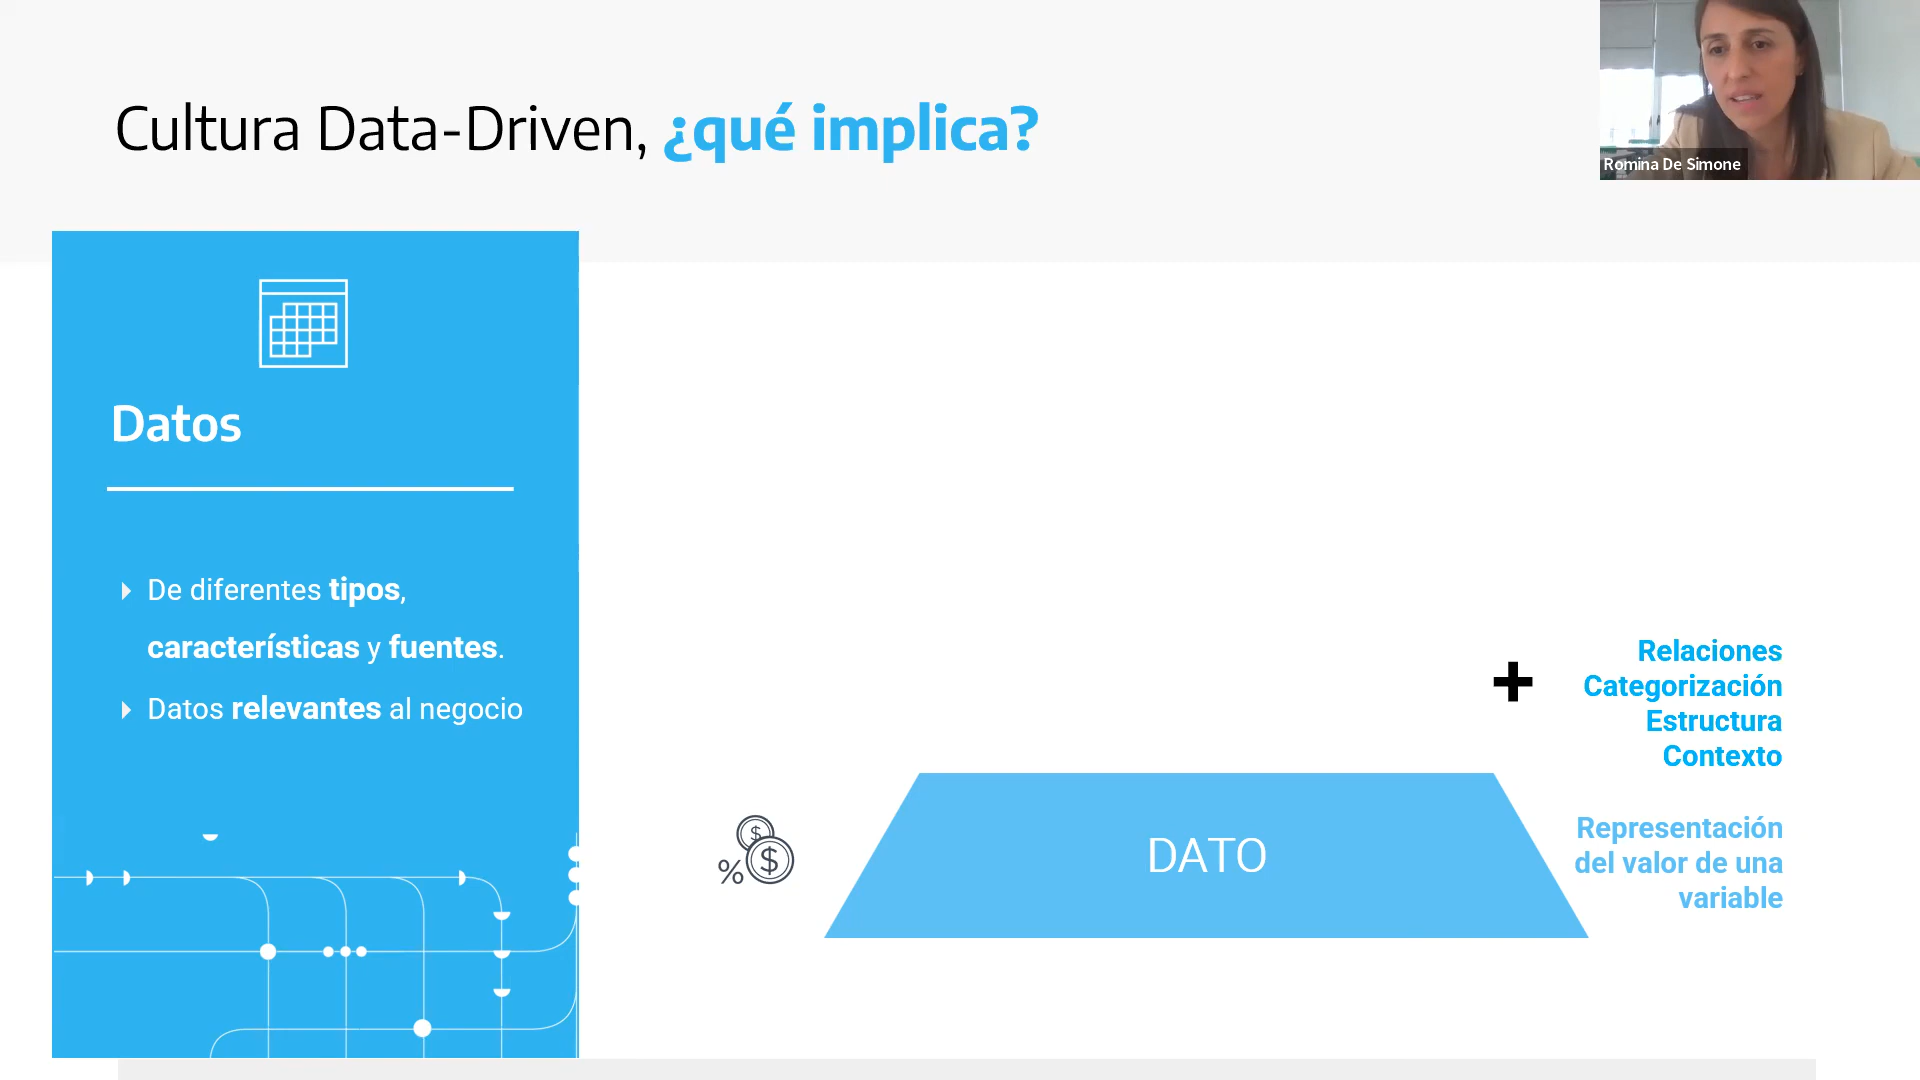 Cultura Data-Driven, ¿qué implica?
Romina De Simone
Datos
De diferentes tipos,
características y fuentes.
Datos relevantes al negocio
+
Relaciones
Categorización
Estructura
Contexto
$
$
%
DATO
Representación
del valor de una
variable